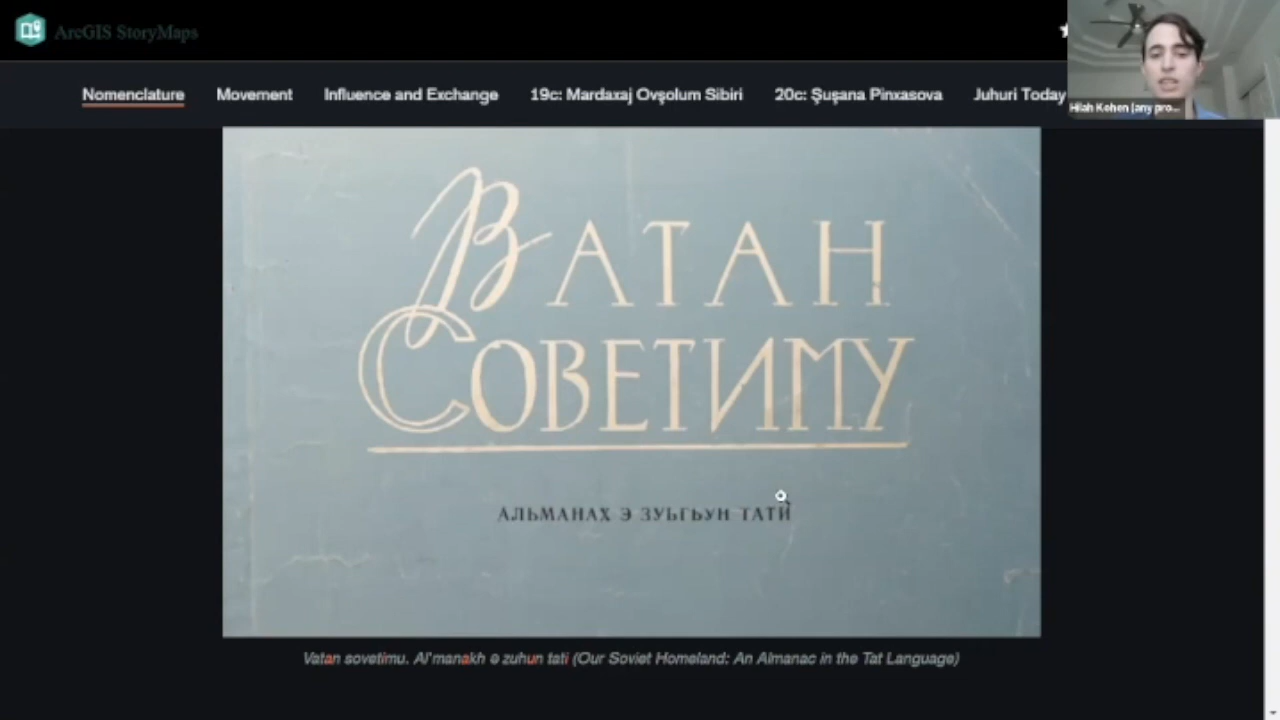 ArcGIS StoryMaps
Nomenclature Movement Influence and Exchange 19c: Mardaxaj Ovşolum Sibiri 20c: Şuşana Pinxasova Juhuri Today
Hilah Kohen (any pro...
Ватан
Советиму
АЛЬМАНАХ Э ЗУЬГЬУН ТАТИ
Vatan sovetimu. Al'manakh e zuhun tati (Our Soviet Homeland: An Almanac in the Tat Language)